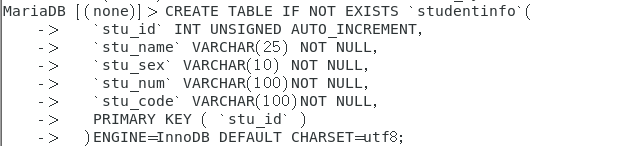 MariaDB [(none)]> CREATE TABLE IF NOT EXISTS `studentinfo`(
    -> `stu_id` INT UNSIGNED AUTO_INCREMENT,
    -> `stu_name` VARCHAR(25) NOT NULL,
    -> `stu_sex` VARCHAR(10) NOT NULL,
    -> `stu_num` VARCHAR(100)NOT NULL,
    -> `stu_code` VARCHAR(100)NOT NULL,
    -> PRIMARY KEY ( `stu_id` )
    -> )ENGINE=InnoDB DEFAULT CHARSET=utf8;